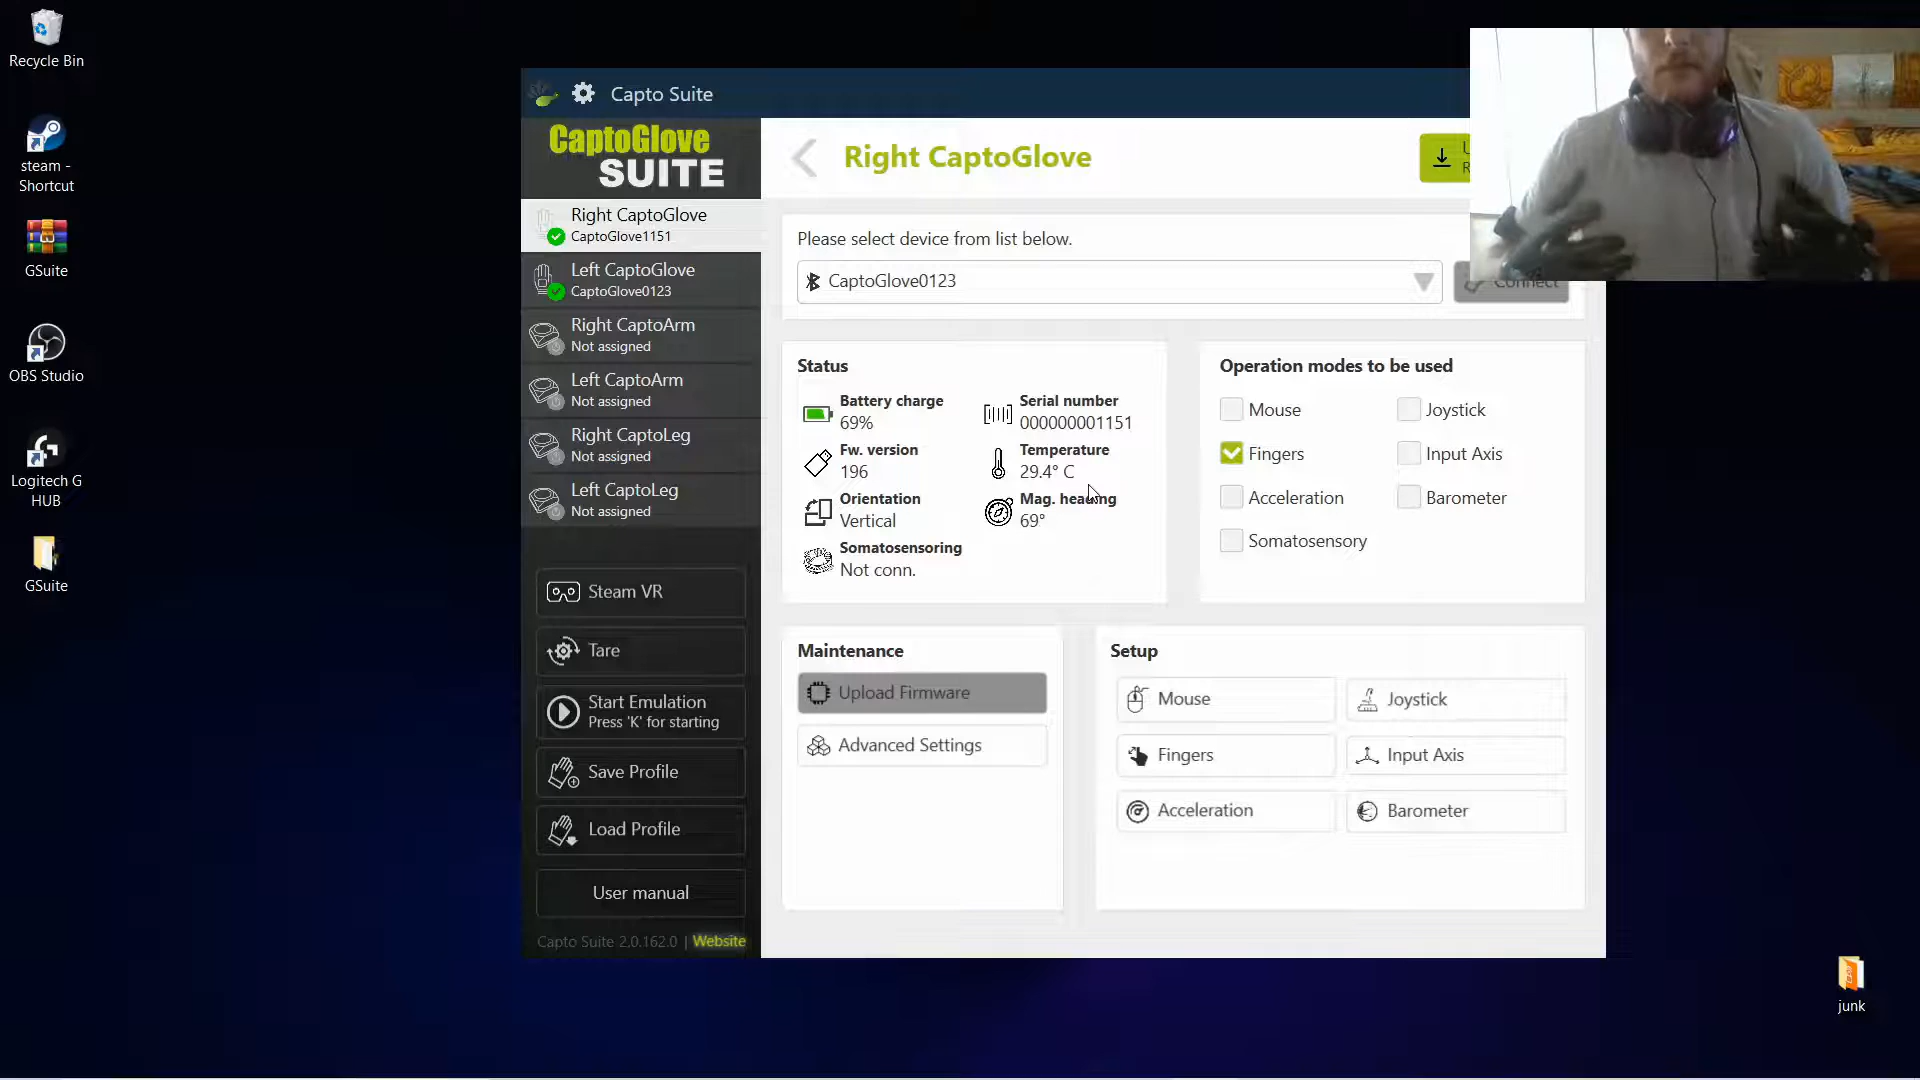 Recycle Bin
steam -
Shortcut
GSuite
OBS Studio
Logitech G
HUB
GSuite
Capto Suite
CaptoGlove
SUITE
Right CaptoGlove
CaptoGlove1151
Left CaptoGlove
CaptoGlove0123
Right CaptoArm
Not assigned
Left CaptoArm
Not assigned
Right CaptoLeg
Not assigned
Left CaptoLeg
Not assigned
Steam VR
Tare
Start Emulation
Press 'K' for starting
Save Profile
Load Profile
User manual
Capto Suite 2.0.162.0 | Website
Right CaptoGlove
Please select device from list below.
CaptoGlove0123
Connect
Status
Battery charge
69%
Serial number
000000001151
Fw. version
196
Temperature
29.4° C
Orientation
Vertical
Mag. heading
69°
Somatosensoring
Not conn.
Operation modes to be used
Mouse
Joystick
Fingers
Input Axis
Acceleration
Barometer
Somatosensory
Maintenance
Upload Firmware
Advanced Settings
Setup
Mouse
Joystick
Fingers
Input Axis
Acceleration
Barometer
junk